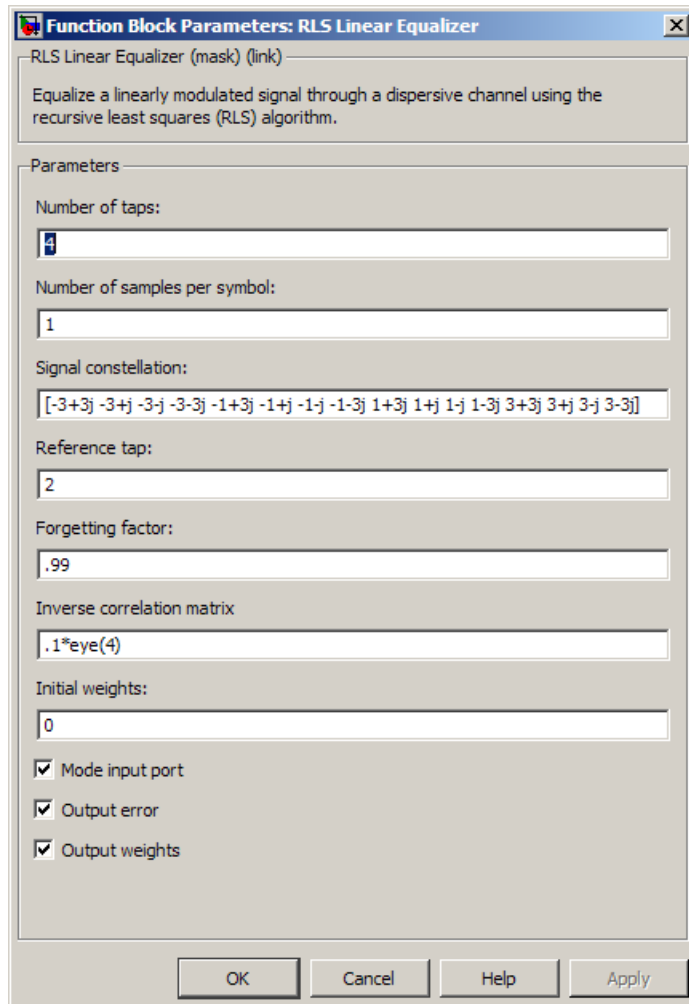 Function Block Parameters: RLS Linear Equalizer
RLS Linear Equalizer (mask) (link)
Equalize a linearly modulated signal through a dispersive channel using the
recursive least squares (RLS) algorithm.
Parameters
Number of taps:
4
Number of samples per symbol:
1
Signal constellation:
[-3+3j -3+j -3-j -3-3j -1+3j -1+j -1-j -1-3j 1+3j 1+j 1-j 1-3j 3+3j 3+j 3-j 3-3j]
Reference tap:
2
Forgetting factor:
.99
Inverse correlation matrix
.1*eye(4)
Initial weights:
0
Mode input port
Output error
Output weights
OK Cancel Help Apply